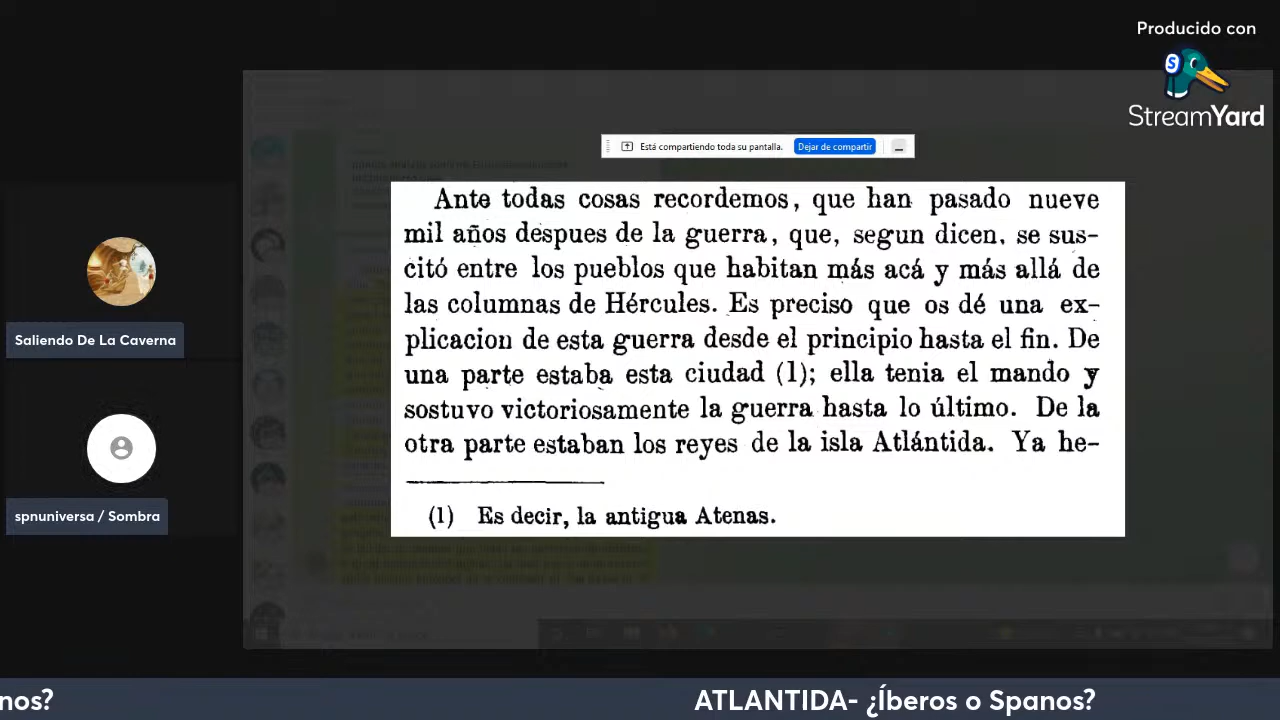 Producido con
StreamYard
Está compartiendo toda su pantalla.
Dejar de compartir
Ante todas cosas recordemos, que han pasado nueve
mil años despues de la guerra, que, segun dicen, se sus-
citó entre los pueblos que habitan más acá y más allá de
las columnas de Hércules. Es preciso que os dé una ex-
plicacion de esta guerra desde el principio hasta el fin. De
una parte estaba esta ciudad (1); ella tenia el mando y
sostuvo victoriosamente la guerra hasta lo último. De la
otra parte estaban los reyes de la isla Atlántida. Ya he-
(1) Es decir, la antigua Atenas.
Saliendo De La Caverna
spnuniversa / Sombra
nos?
ATLANTIDA- ¿Íberos o Spanos?